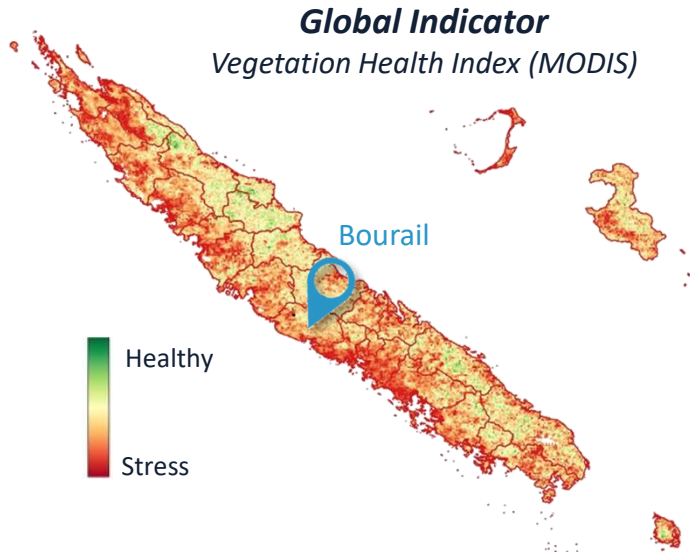 Global Indicator
Vegetation Health Index (MODIS)
Bourail
Healthy
Stress